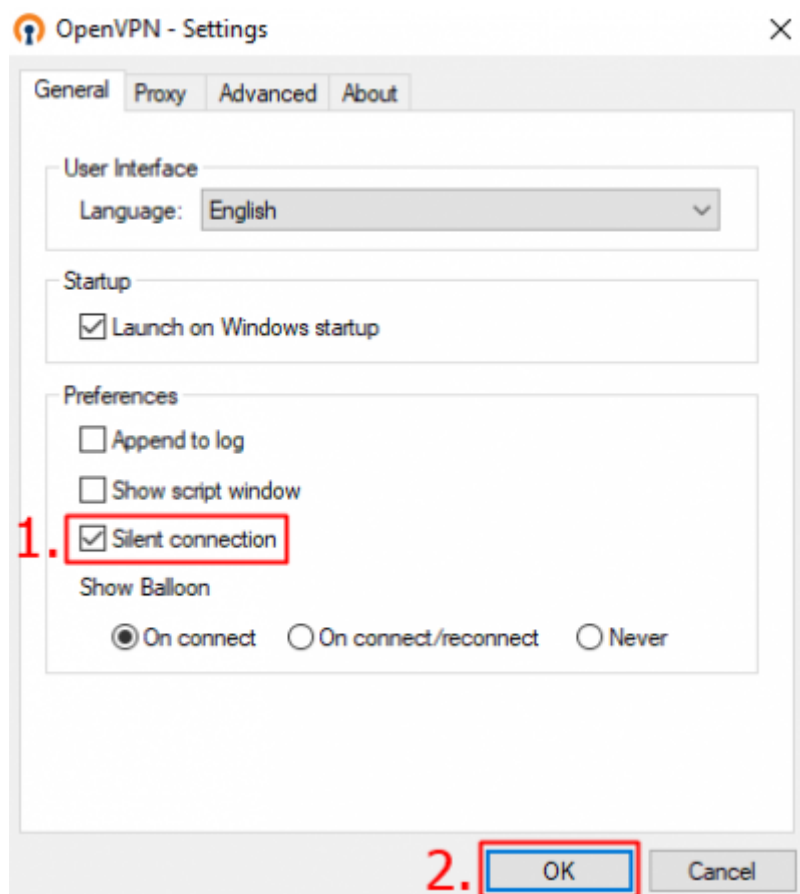 OpenVPN - Settings
General Proxy Advanced About
User Interface
Language: English
Startup
Launch on Windows startup
Preferences
Append to log
Show script window
1. Silent connection
Show Balloon
On connect On connect/reconnect Never
2. OK Cancel